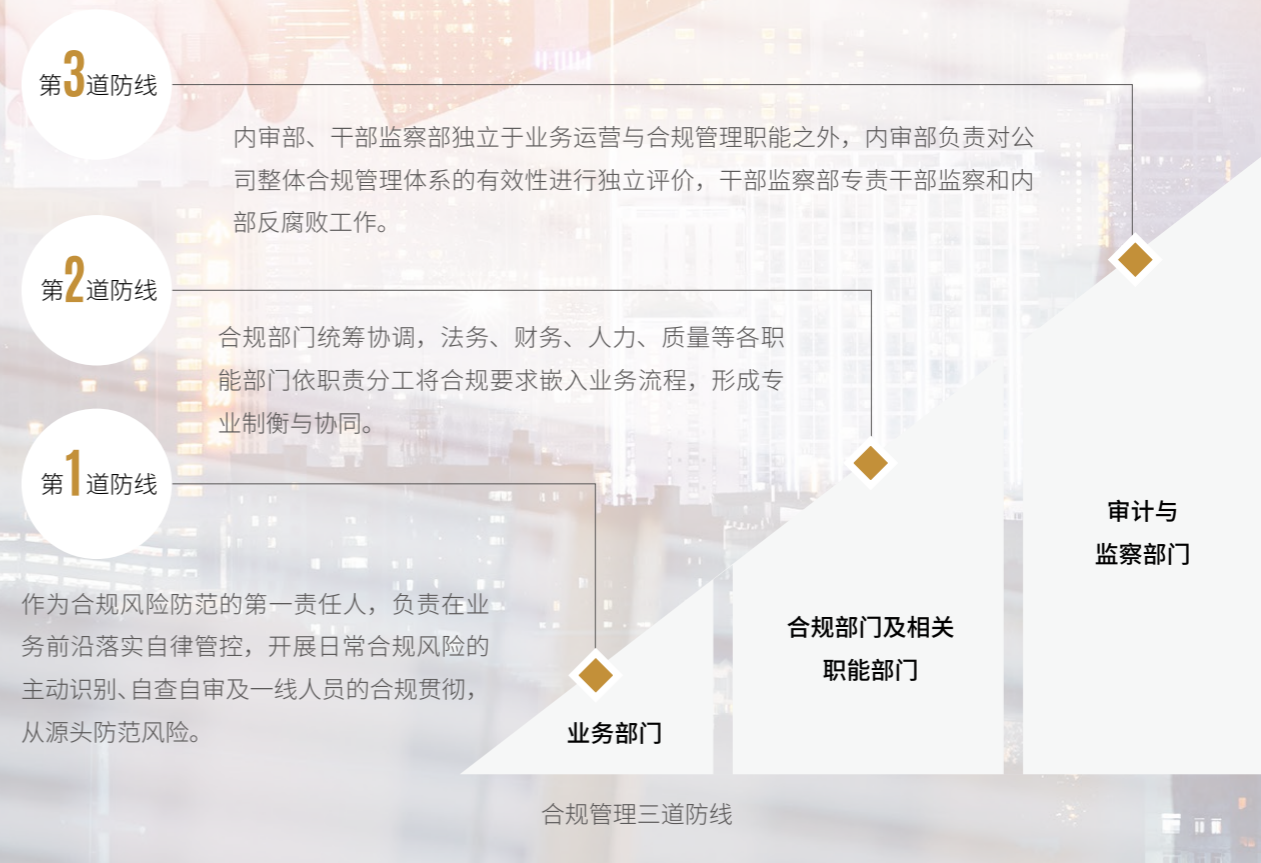 第3道防线
内审部、干部监察部独立于业务运营与合规管理职能之外，内审部负责对公
司整体合规管理体系的有效性进行独立评价，干部监察部专责干部监察和内
部反腐败工作。
第2道防线
合规部门统筹协调，法务、财务、人力、质量等各职
能部门依职责分工将合规要求嵌入业务流程，形成专
业制衡与协同。
第1道防线
作为合规风险防范的第一责任人，负责在业
务前沿落实自律管控，开展日常合规风险的
主动识别、自查自审及一线人员的合规贯彻，
从源头防范风险。
审计与
监察部门
合规部门及相关
职能部门
业务部门
合规管理三道防线